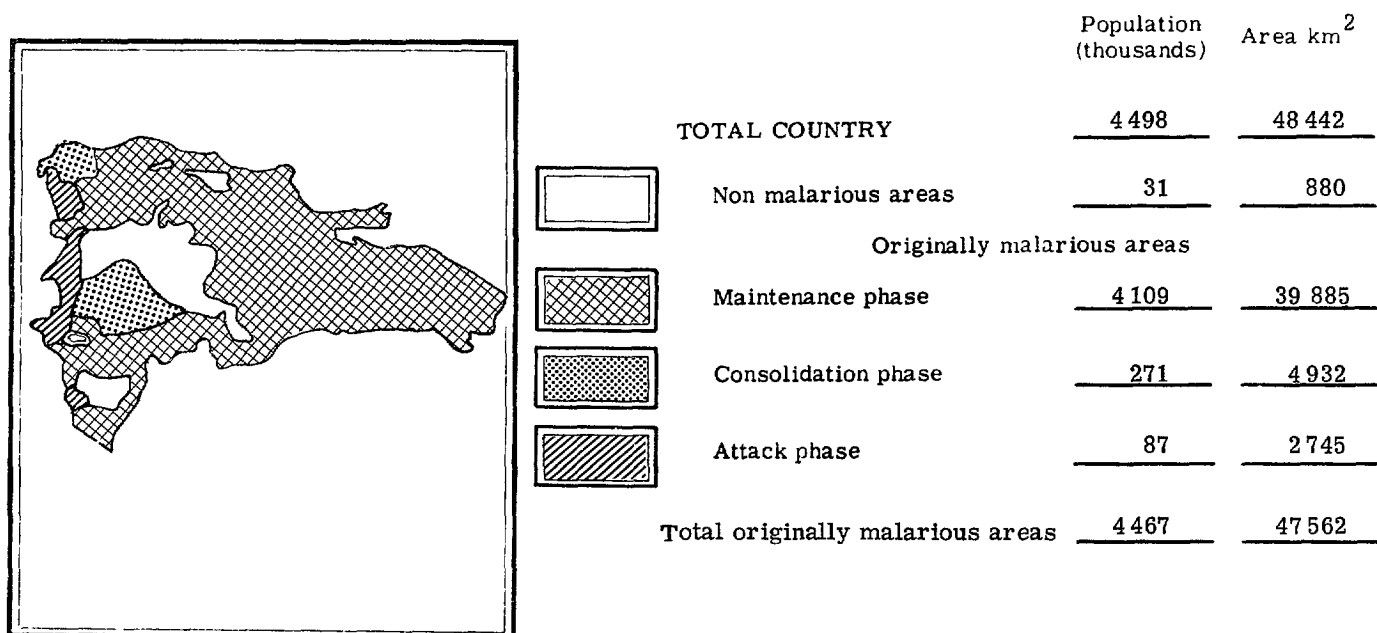 Population Area km²
(thousands)
TOTAL COUNTRY 4 498 48 442
Non malarious areas 31 880
Originally malarious areas
Maintenance phase 4 109 39 885
Consolidation phase 271 4 932
Attack phase 87 2 745
Total originally malarious areas 4 467 47 562